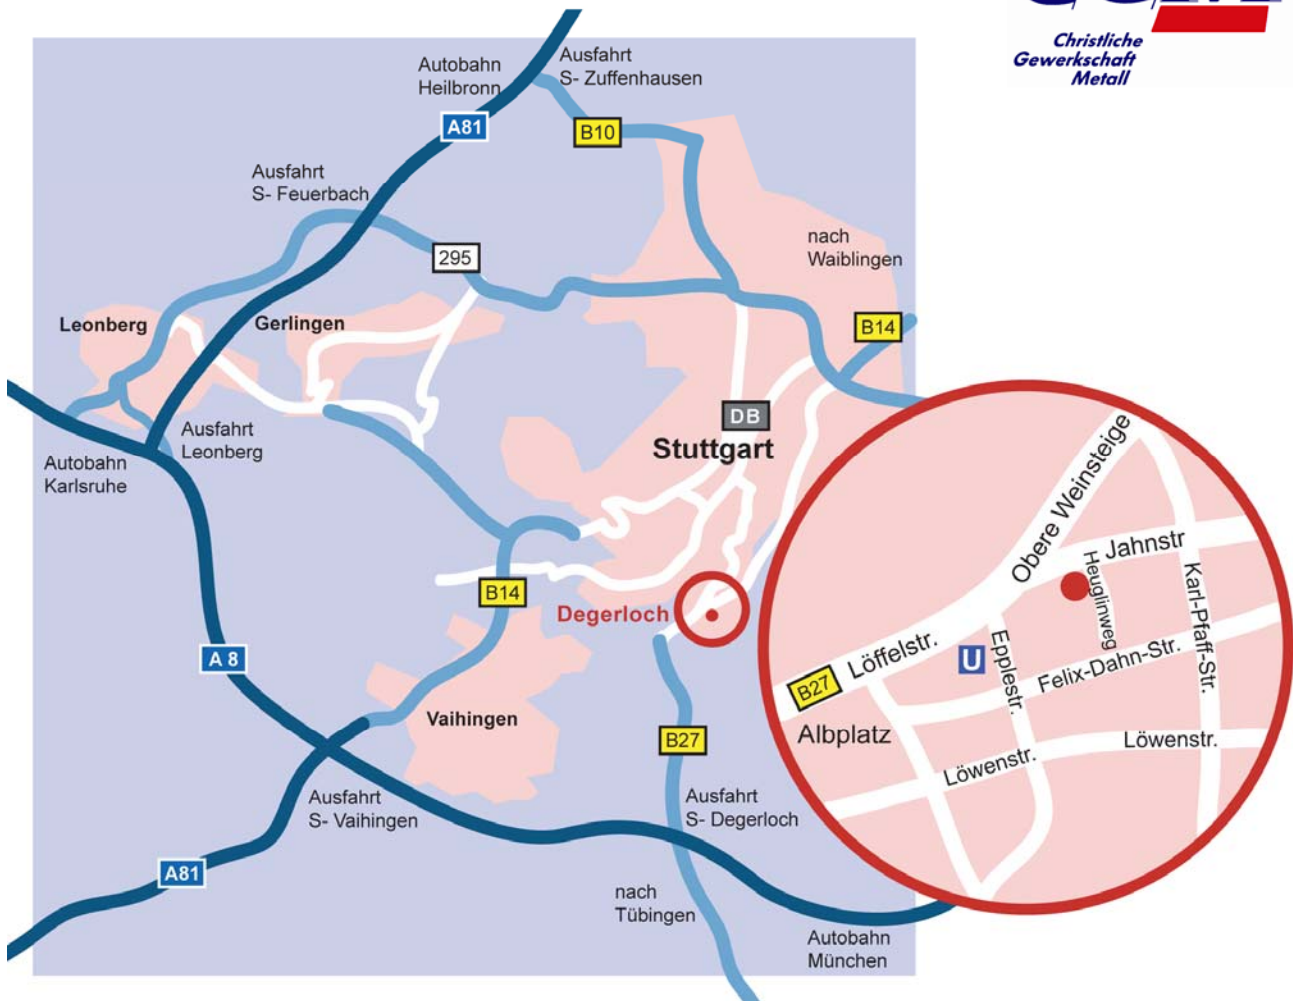 Christliche
Gewerkschaft
Metall
Autobahn
Heilbronn
Ausfahrt
S- Zuffenhausen
A81
B10
Ausfahrt
S- Feuerbach
295
nach
Waiblingen
Leonberg
Gerlingen
B14
DB
Stuttgart
Ausfahrt
Leonberg
Autobahn
Karlsruhe
B14
Degerloch
A 8
Vaihingen
B27
Ausfahrt
S- Vaihingen
Ausfahrt
S- Degerloch
A81
nach
Tübingen
Autobahn
München
Obere Weinsteige
Jahnstr
Heuglinweg
Karl-Pfaff-Str.
Löffelstr.
U
Epplestr.
Felix-Dahn-Str.
B27
Albplatz
Löwenstr.
Löwenstr.